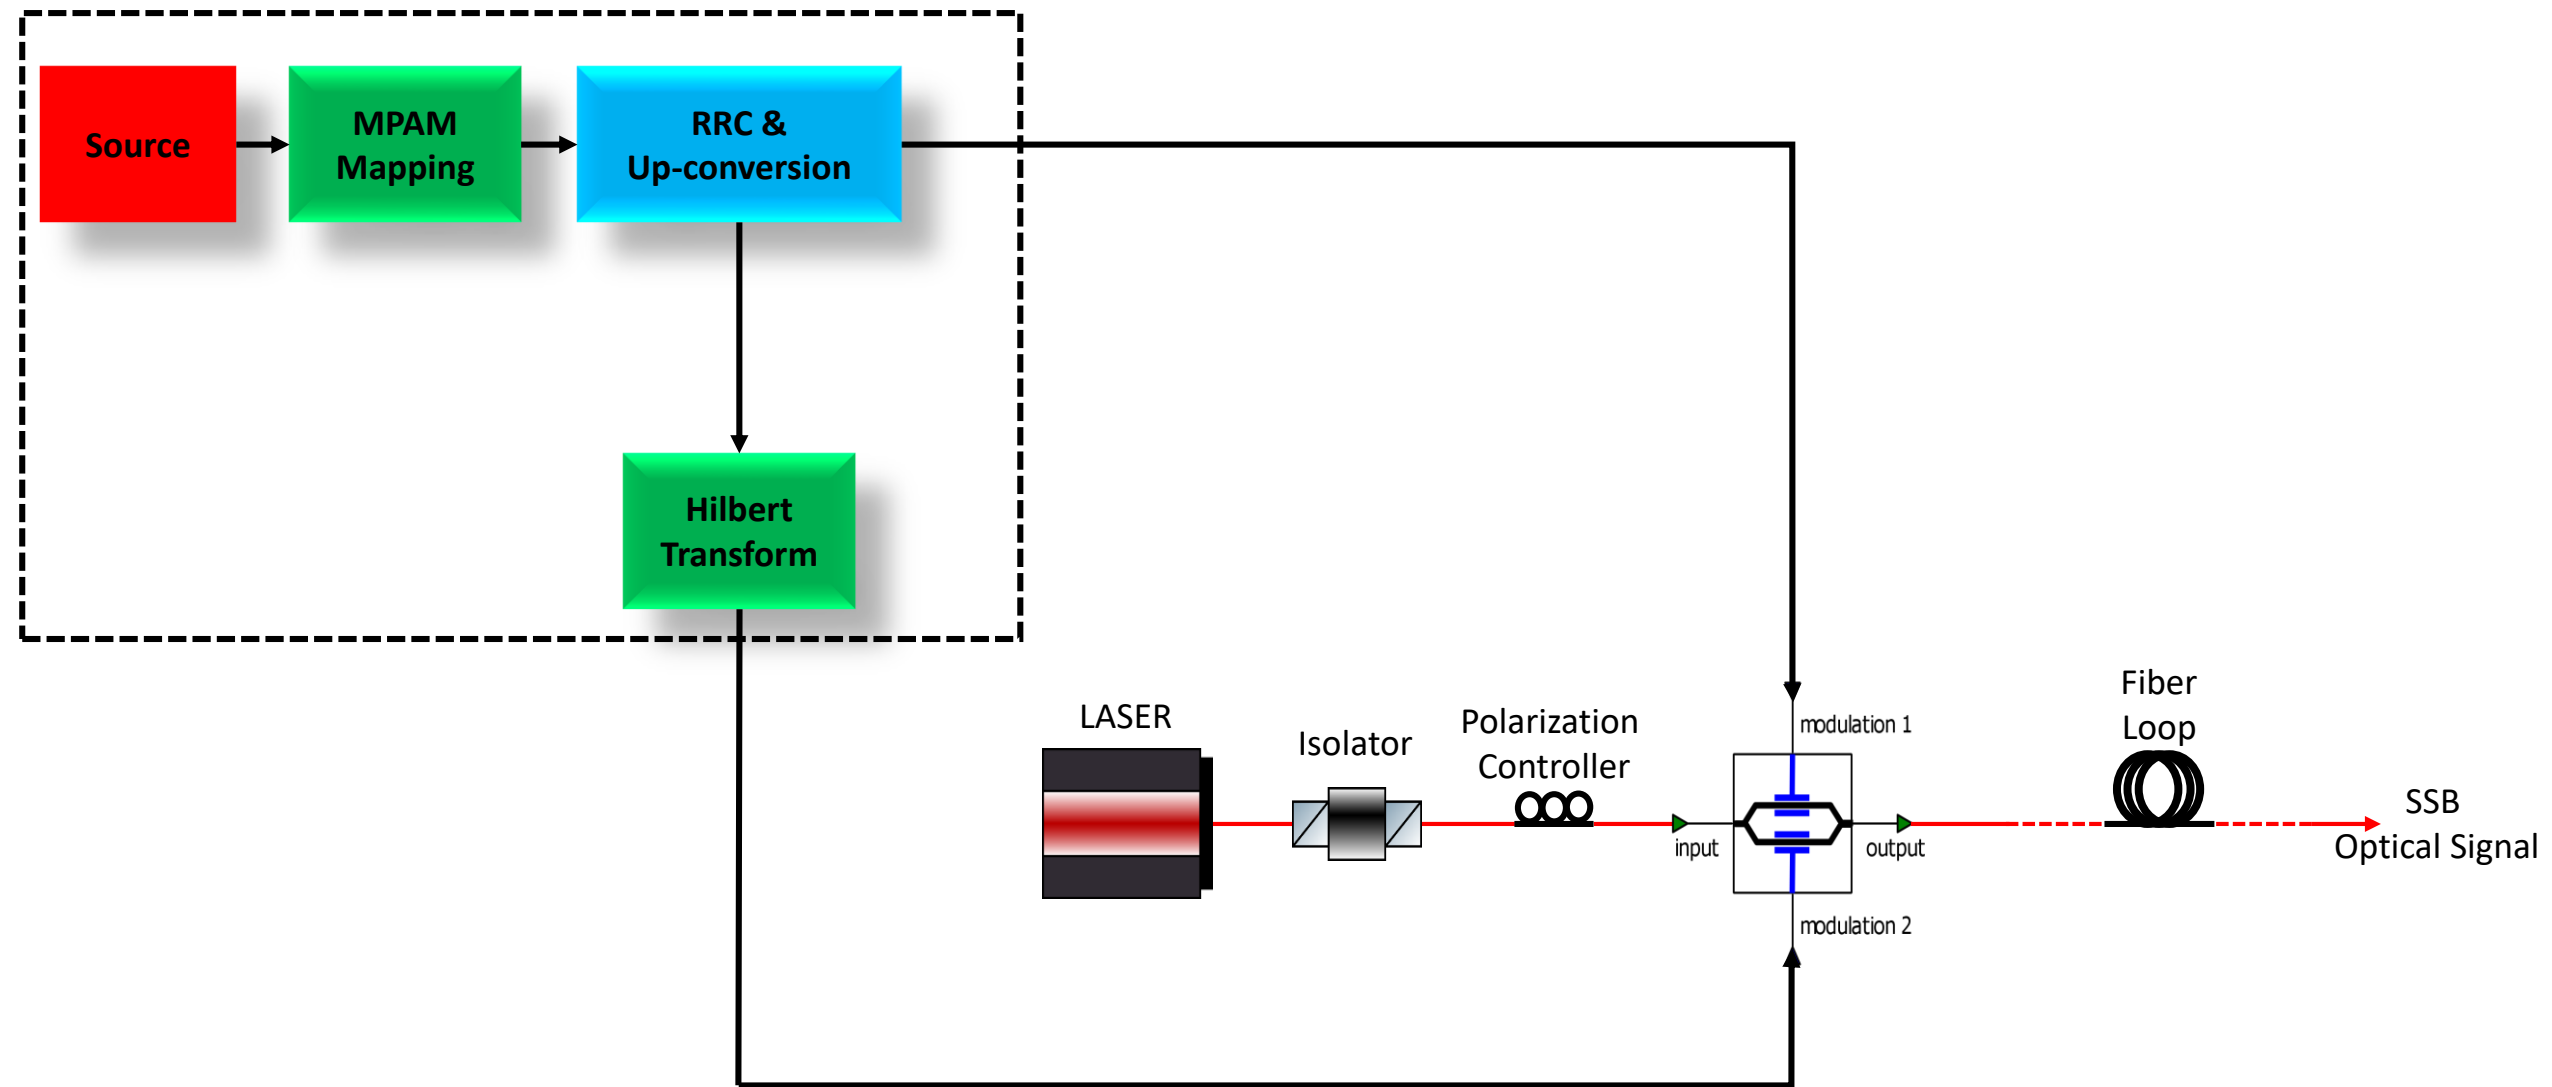 Source
MPAM
Mapping
RRC &
Up-conversion
Hilbert
Transform
LASER
Isolator
Polarization
Controller
modulation 1
input
output
modulation 2
Fiber
Loop
SSB
Optical Signal